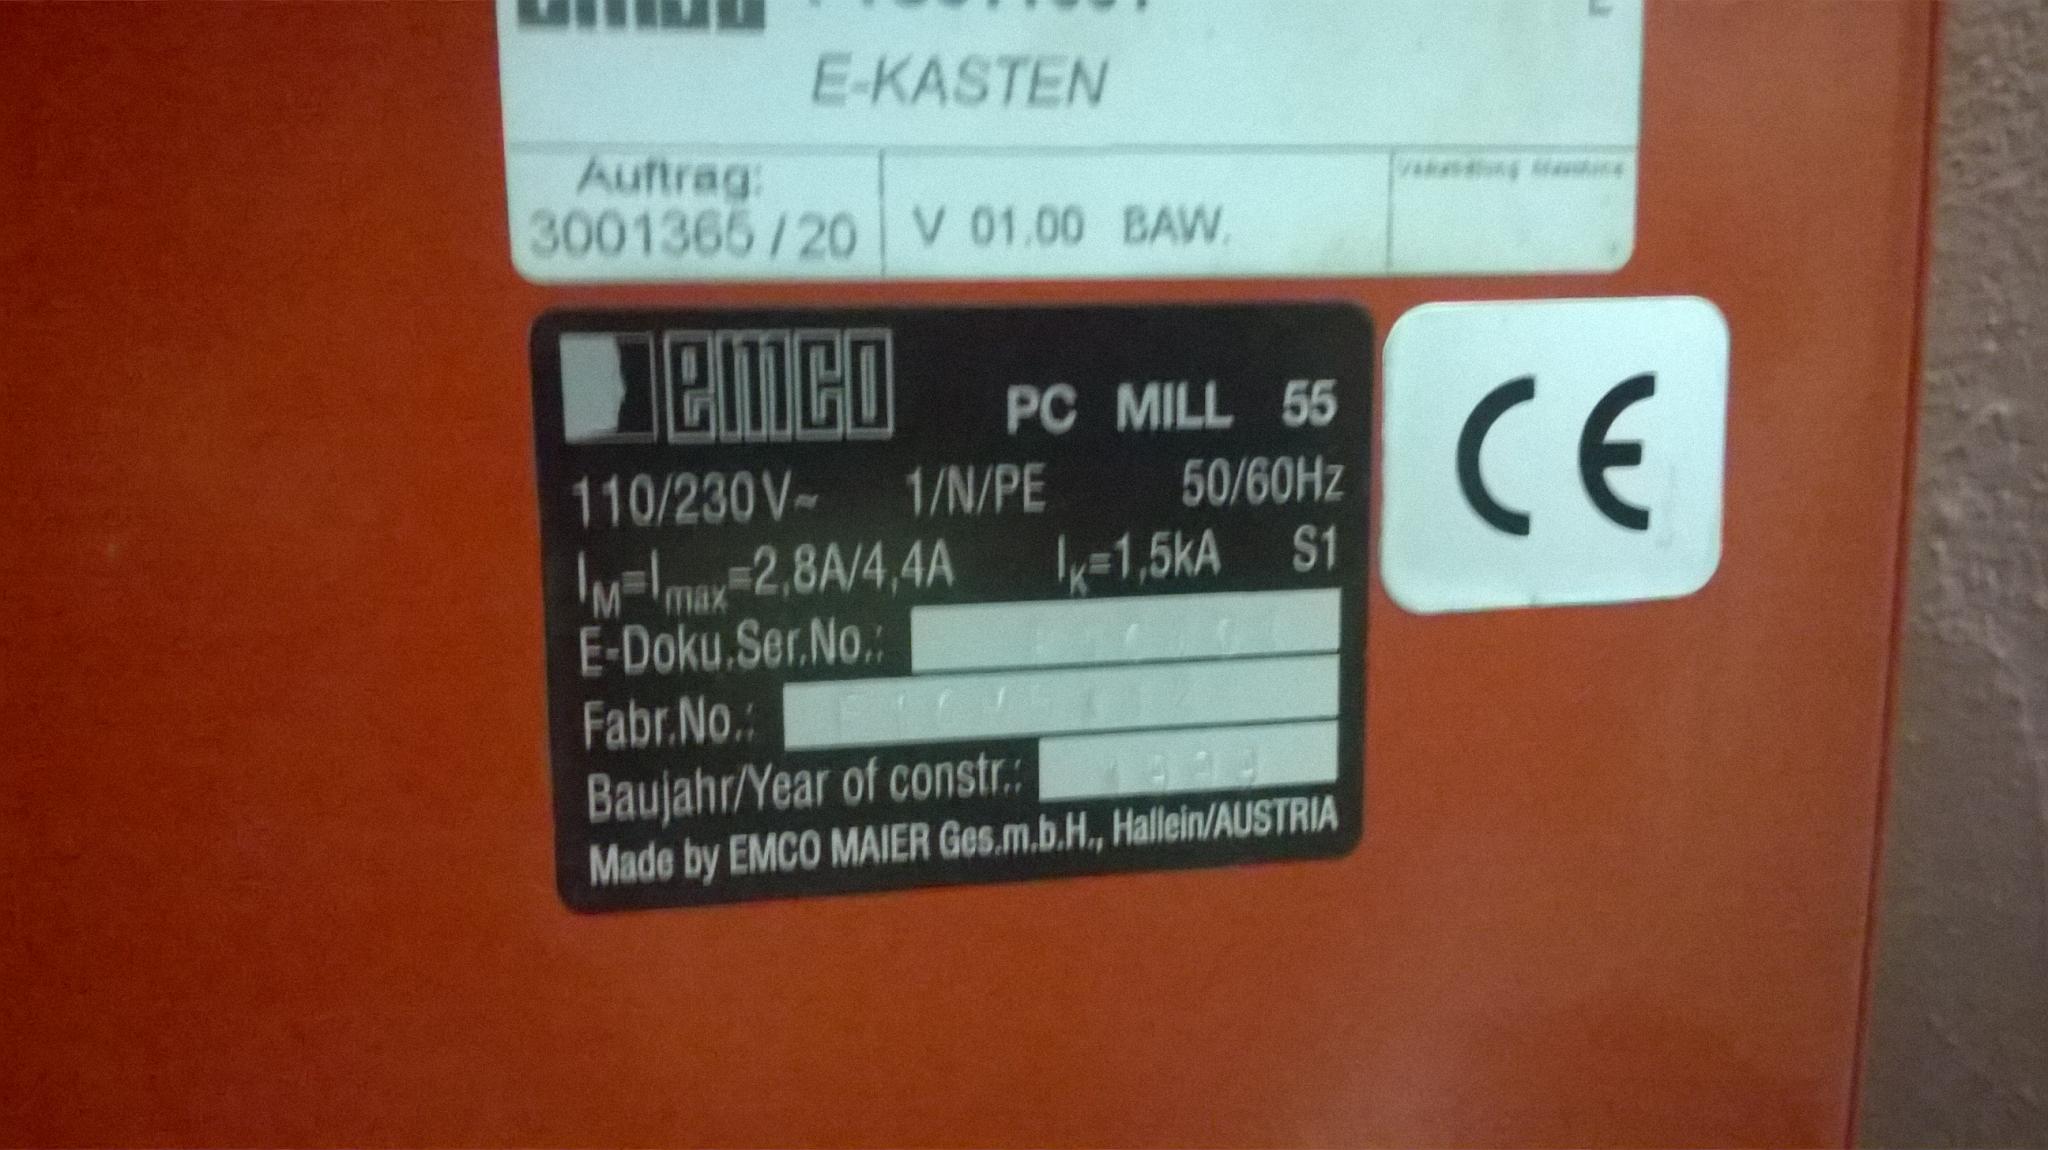 E-KASTEN
Auftrag:
3001365 / 20
V 01.00 BAW.
emco
PC MILL 55
110/230V~ 1/N/PE 50/60Hz
IM=Imax=2,8A/4,4A IK=1,5kA S1
E-Doku.Ser.No.:
Fabr.No.:
Baujahr/Year of constr.: 1999
Made by EMCO MAIER Ges.m.b.H., Hallein/AUSTRIA
CE